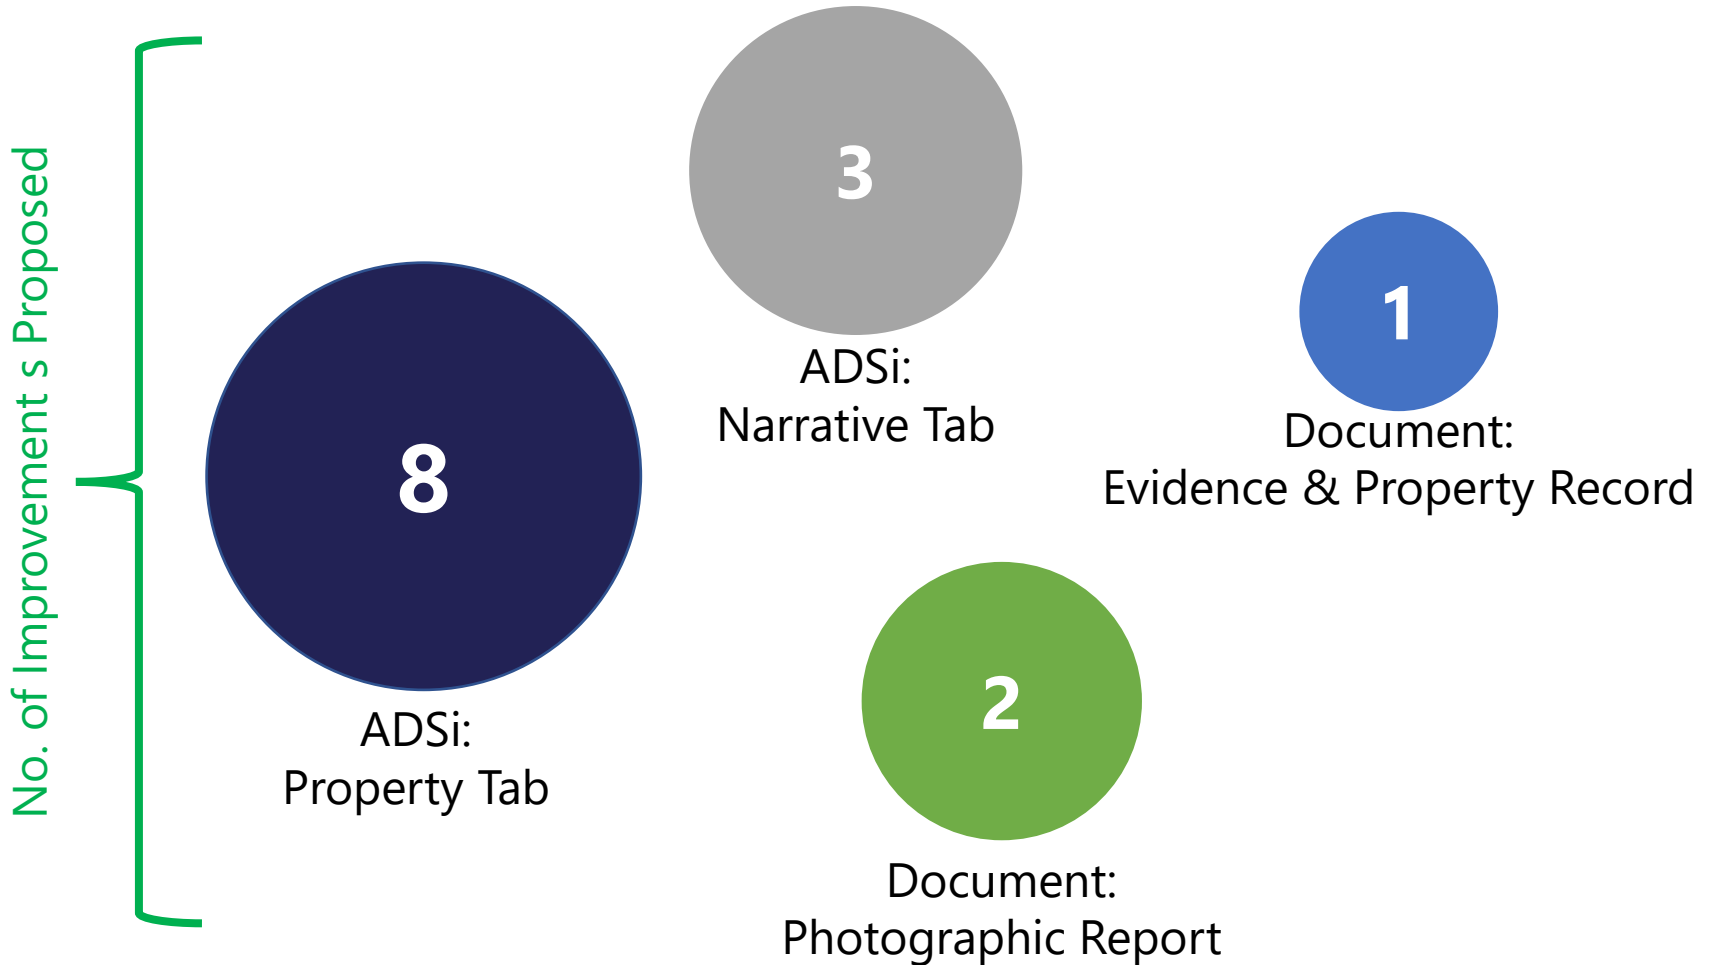 No. of Improvement s Proposed
8
ADSi:
Property Tab
3
ADSi:
Narrative Tab
1
Document:
Evidence & Property Record
2
Document:
Photographic Report